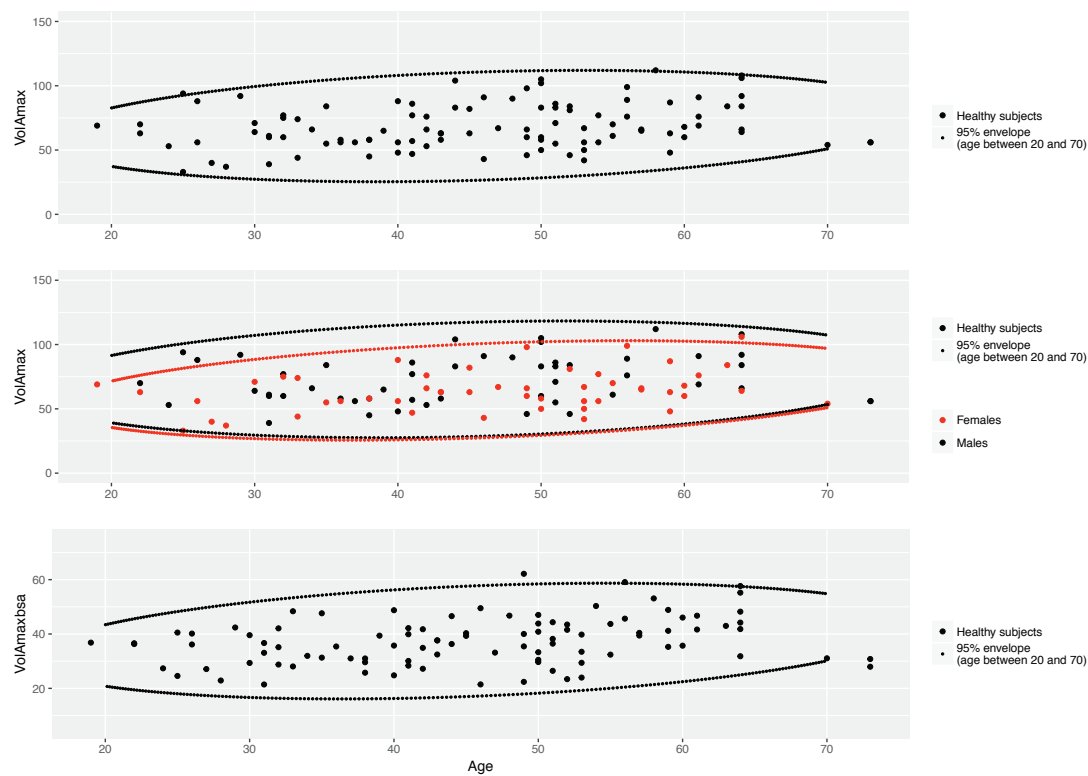 VolAmax
150
100
50
0
20 30 40 50 60 70
Healthy subjects
95% envelope
(age between 20 and 70)
VolAmax
150
100
50
0
20 30 40 50 60 70
Healthy subjects
95% envelope
(age between 20 and 70)
Females
Males
VolAmaxbsa
60
40
20
20 30 40 50 60 70
Age
Healthy subjects
95% envelope
(age between 20 and 70)